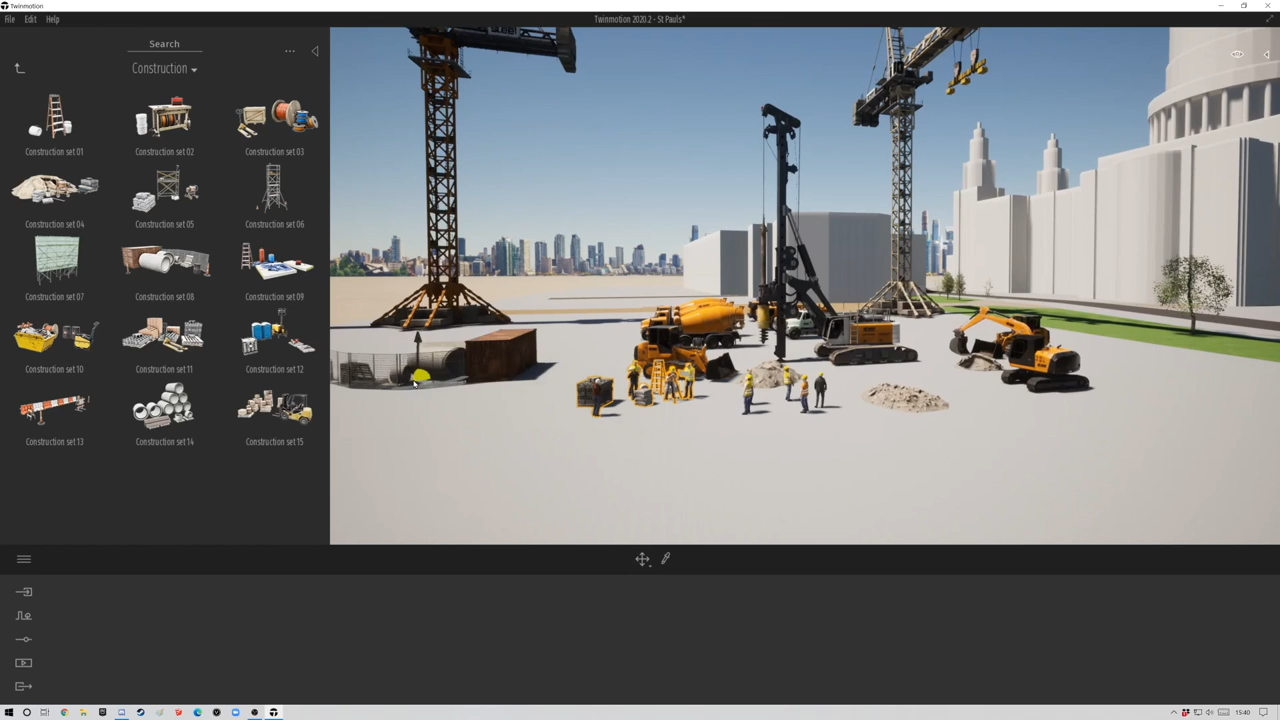 Twinmotion
File Edit Help
Twinmotion 2020.2 - St Pauls*
Search
...
Construction
Construction set 01
Construction set 02
Construction set 03
Construction set 04
Construction set 05
Construction set 06
Construction set 07
Construction set 08
Construction set 09
Construction set 10
Construction set 11
Construction set 12
Construction set 13
Construction set 14
Construction set 15
15:40